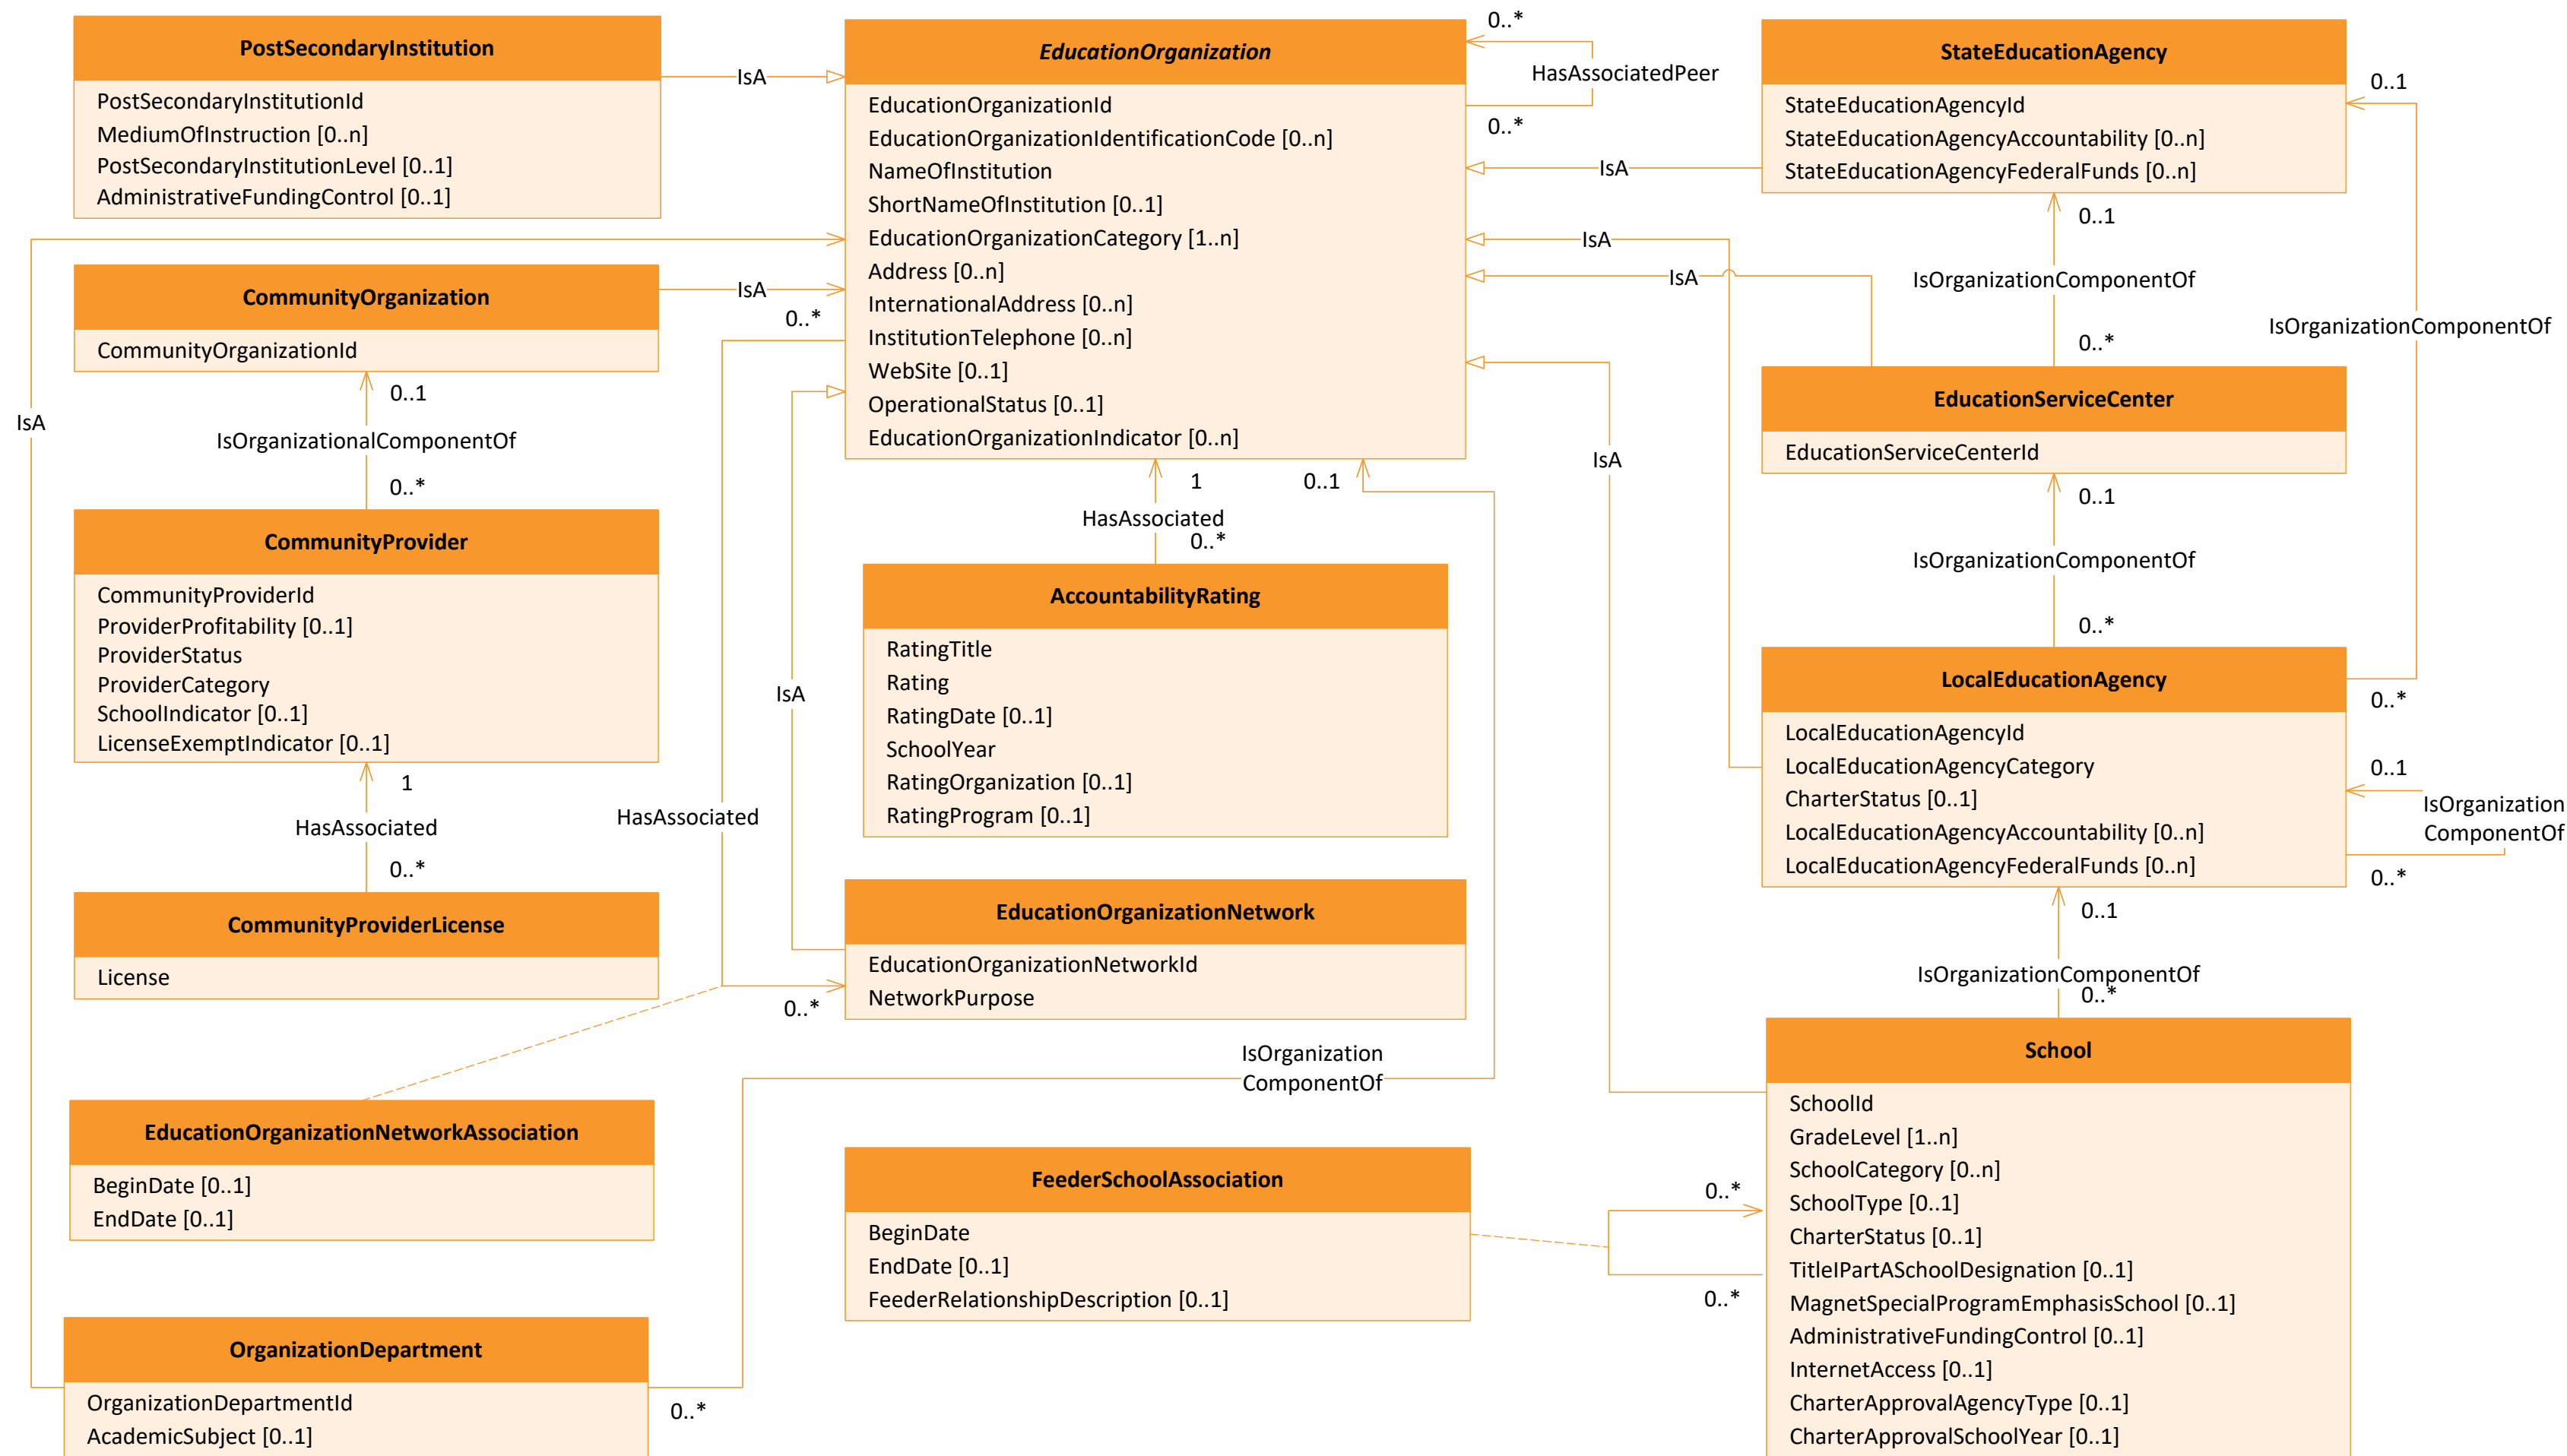 PostSecondaryInstitution
PostSecondaryInstitutionId
MediumOfInstruction [0..n]
PostSecondaryInstitutionLevel [0..1]
AdministrativeFundingControl [0..1]
IsA
EducationOrganization
EducationOrganizationId
EducationOrganizationIdentificationCode [0..n]
NameOfInstitution
ShortNameOfInstitution [0..1]
EducationOrganizationCategory [1..n]
Address [0..n]
InternationalAddress [0..n]
InstitutionTelephone [0..n]
WebSite [0..1]
OperationalStatus [0..1]
EducationOrganizationIndicator [0..n]
0..*
HasAssociatedPeer
0..*
IsA
IsA
IsA
IsA
StateEducationAgency
StateEducationAgencyId
StateEducationAgencyAccountability [0..n]
StateEducationAgencyFederalFunds [0..n]
0..1
0..1
IsOrganizationComponentOf
0..*
IsOrganizationComponentOf
EducationServiceCenter
EducationServiceCenterId
0..1
IsOrganizationComponentOf
0..*
CommunityOrganization
CommunityOrganizationId
IsA
0..*
0..1
IsA
IsOrganizationalComponentOf
0..*
CommunityProvider
CommunityProviderId
ProviderProfitability [0..1]
ProviderStatus
ProviderCategory
SchoolIndicator [0..1]
LicenseExemptIndicator [0..1]
1
HasAssociated
0..*
CommunityProviderLicense
License
HasAssociated
IsA
1
0..1
HasAssociated
0..*
AccountabilityRating
RatingTitle
Rating
RatingDate [0..1]
SchoolYear
RatingOrganization [0..1]
RatingProgram [0..1]
EducationOrganizationNetwork
EducationOrganizationNetworkId
NetworkPurpose
0..*
LocalEducationAgency
LocalEducationAgencyId
LocalEducationAgencyCategory
CharterStatus [0..1]
LocalEducationAgencyAccountability [0..n]
LocalEducationAgencyFederalFunds [0..n]
0..*
0..1
IsOrganization
ComponentOf
0..*
0..1
IsOrganizationComponentOf
0..*
IsOrganization
ComponentOf
EducationOrganizationNetworkAssociation
BeginDate [0..1]
EndDate [0..1]
FeederSchoolAssociation
BeginDate
EndDate [0..1]
FeederRelationshipDescription [0..1]
0..*
0..*
School
SchoolId
GradeLevel [1..n]
SchoolCategory [0..n]
SchoolType [0..1]
CharterStatus [0..1]
TitleIPartASchoolDesignation [0..1]
MagnetSpecialProgramEmphasisSchool [0..1]
AdministrativeFundingControl [0..1]
InternetAccess [0..1]
CharterApprovalAgencyType [0..1]
CharterApprovalSchoolYear [0..1]
OrganizationDepartment
OrganizationDepartmentId
AcademicSubject [0..1]
0..*